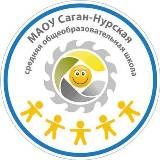 МАОУ Саган-Нурская
средняя общеобразовательная школа